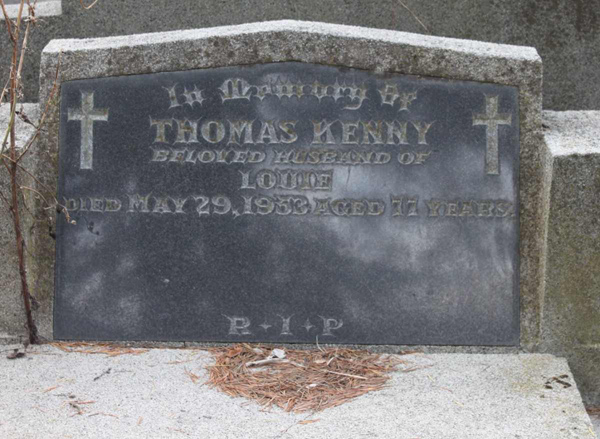 In Memory of
THOMAS KENNY
BELOVED HUSBAND OF
LOUIE
DIED MAY 29, 1953 AGED 77 YEARS.
R·I·P